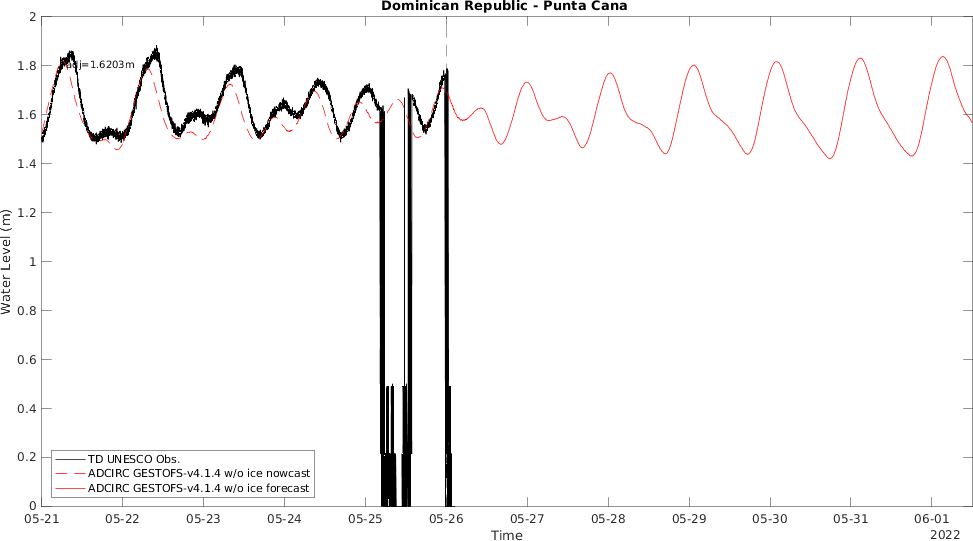 Dominican Republic - Punta Cana
2
1.8
1.6
1.4
1.2
1
0.8
0.6
0.4
0.2
0
Water Level (m)
adj=1.6203m
TD UNESCO Obs.
ADCIRC GESTOFS-v4.1.4 w/o ice nowcast
ADCIRC GESTOFS-v4.1.4 w/o ice forecast
05-21 05-22 05-23 05-24 05-25 05-26 05-27 05-28 05-29 05-30 05-31 06-01
Time
2022